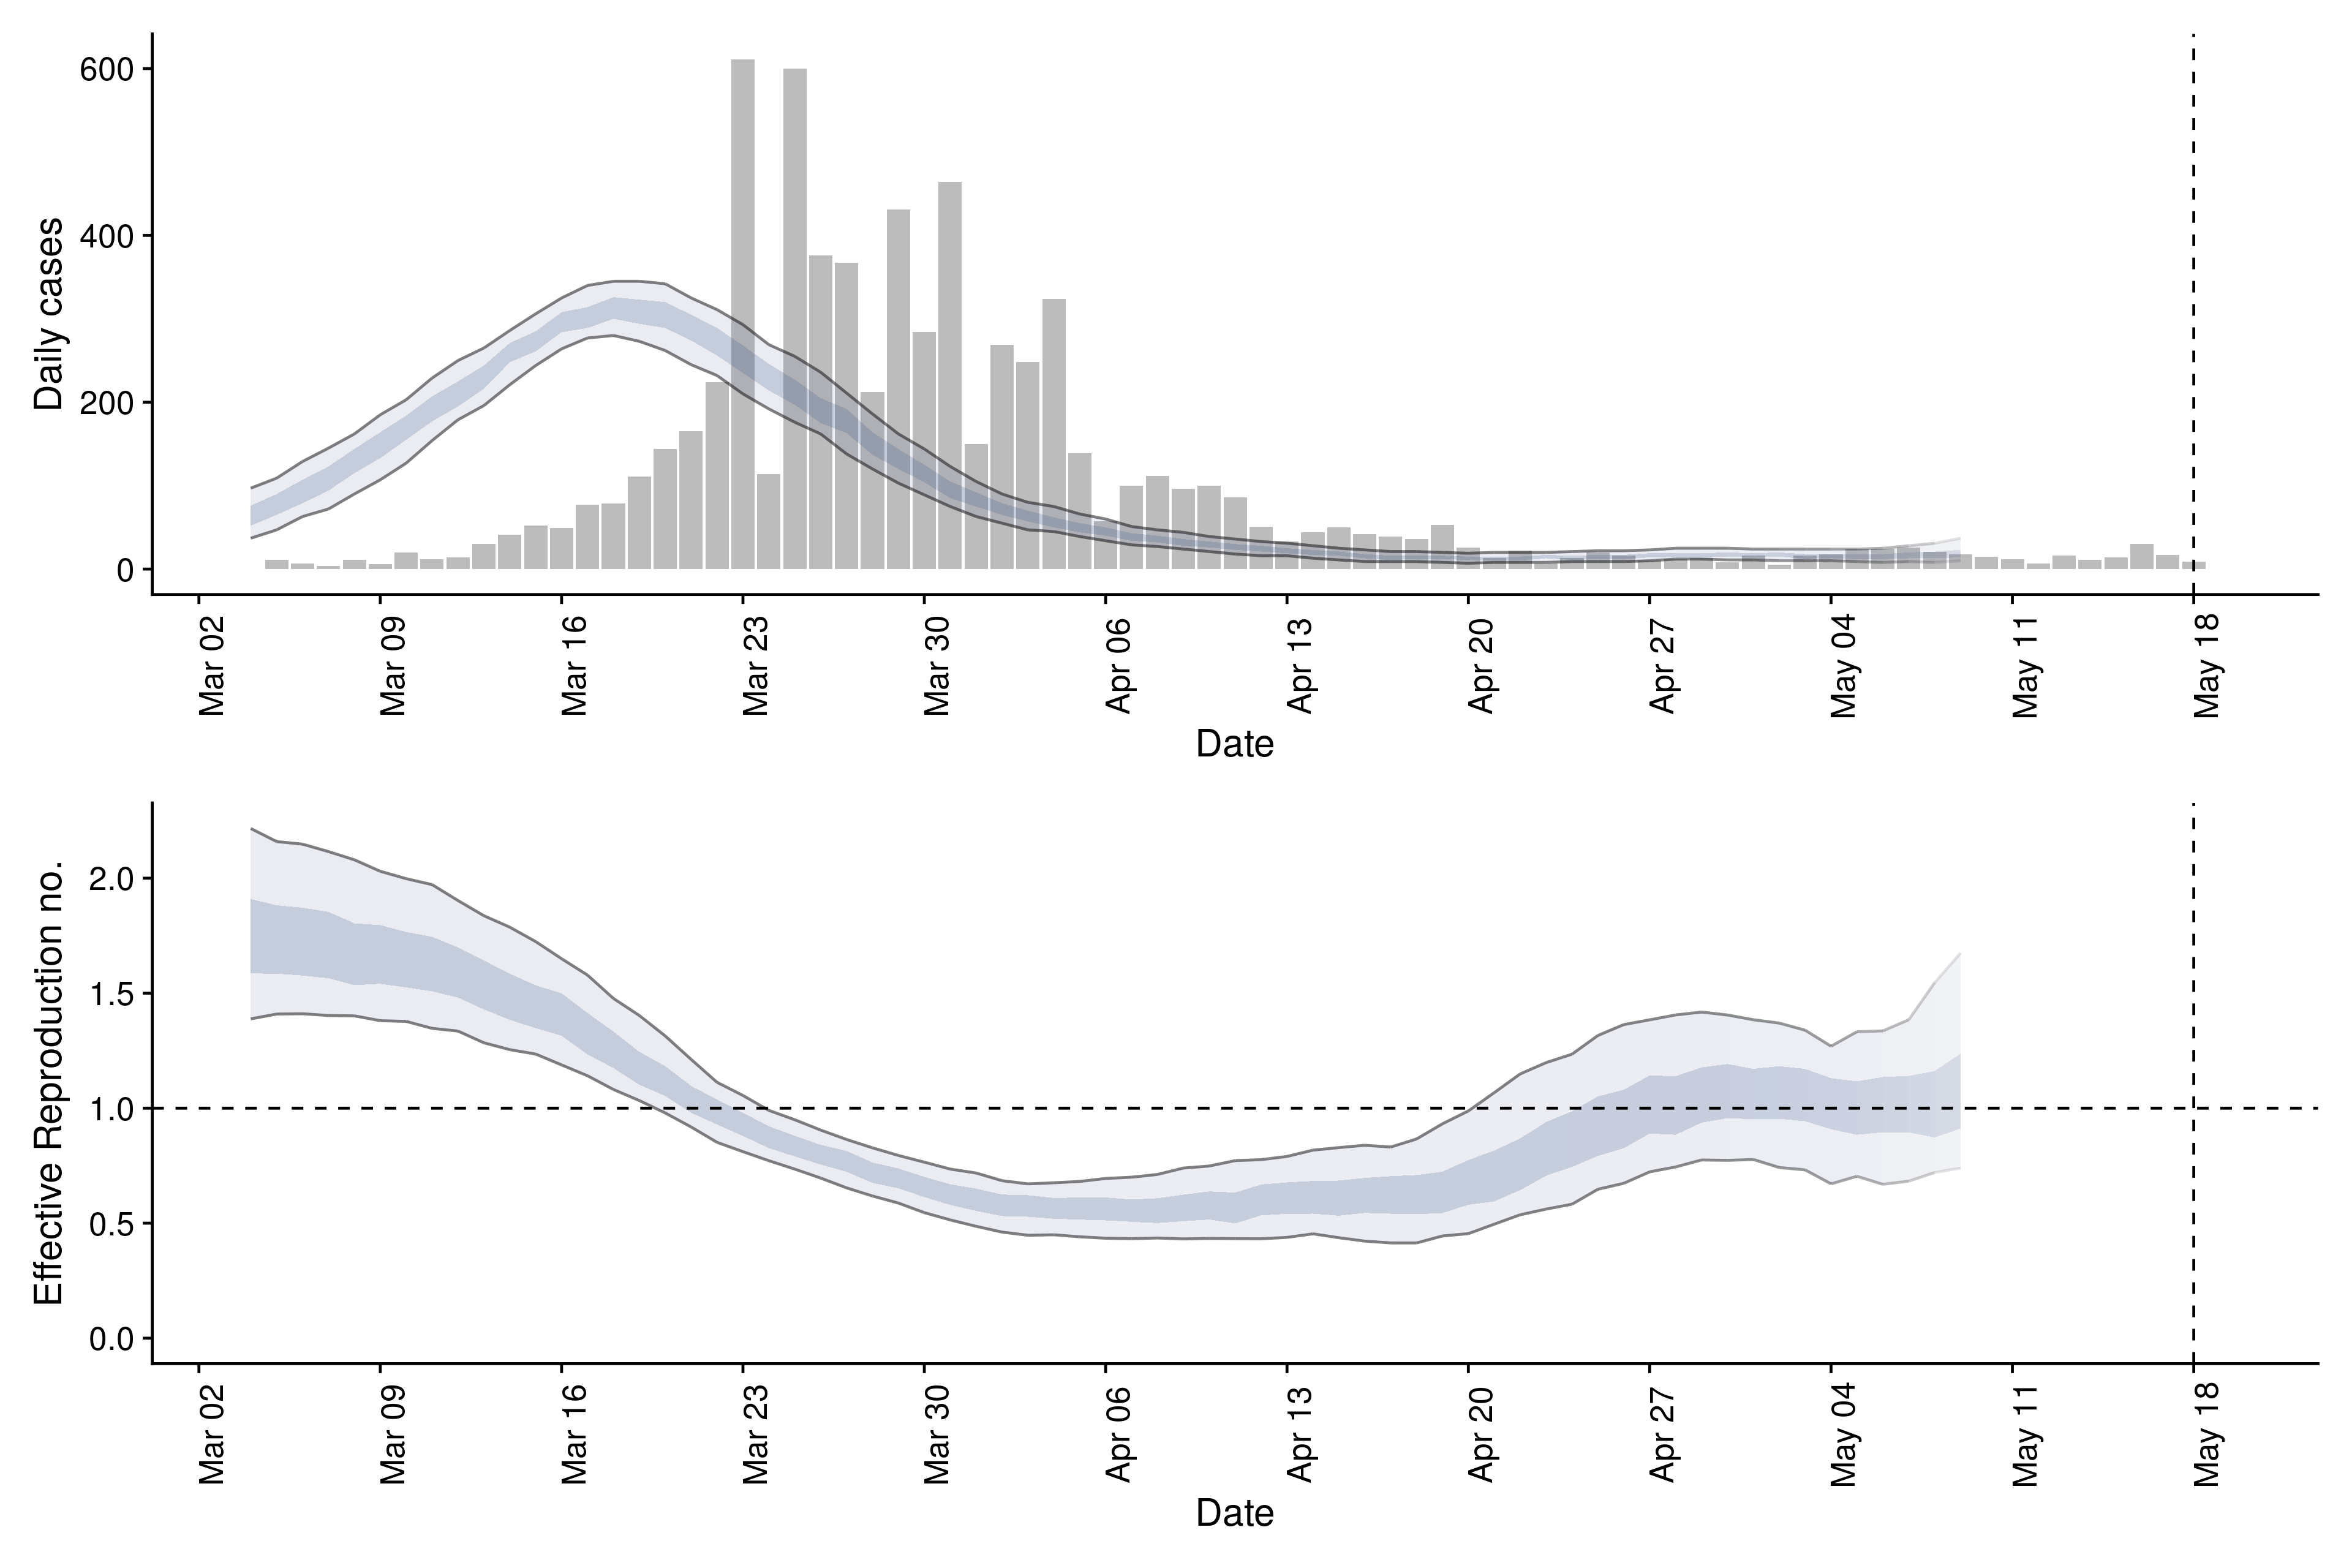 Daily cases
600
400
200
0
Mar 02
Mar 09
Mar 16
Mar 23
Mar 30
Apr 06
Apr 13
Apr 20
Apr 27
May 04
May 11
May 18
Date
Effective Reproduction no.
2.0
1.5
1.0
0.5
0.0
Mar 02
Mar 09
Mar 16
Mar 23
Mar 30
Apr 06
Apr 13
Apr 20
Apr 27
May 04
May 11
May 18
Date